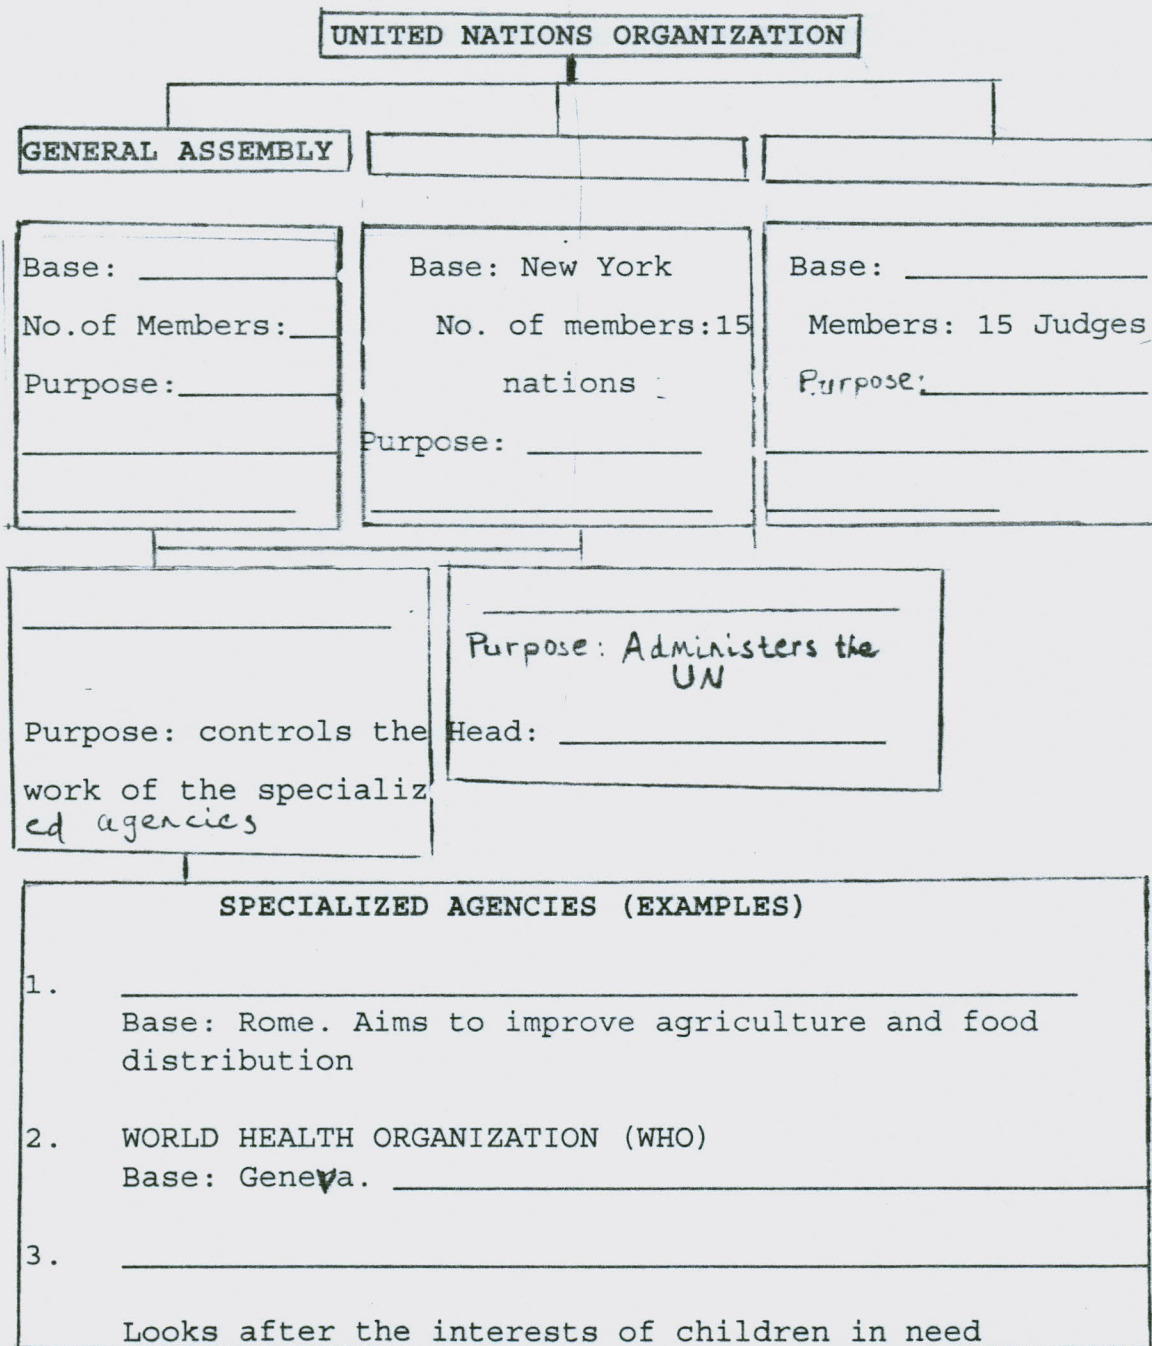 UNITED NATIONS ORGANIZATION
GENERAL ASSEMBLY
Base:
No.of Members:
Purpose:
Base: New York
No. of members:15
nations
Purpose:
Base:
Members: 15 Judges
Purpose:
Purpose: controls the
work of the specializ
ed agencies
Purpose: Administers the
UN
Head:
SPECIALIZED AGENCIES (EXAMPLES)
1.
Base: Rome. Aims to improve agriculture and food
distribution
2. WORLD HEALTH ORGANIZATION (WHO)
Base: Geneva.
3.
Looks after the interests of children in need